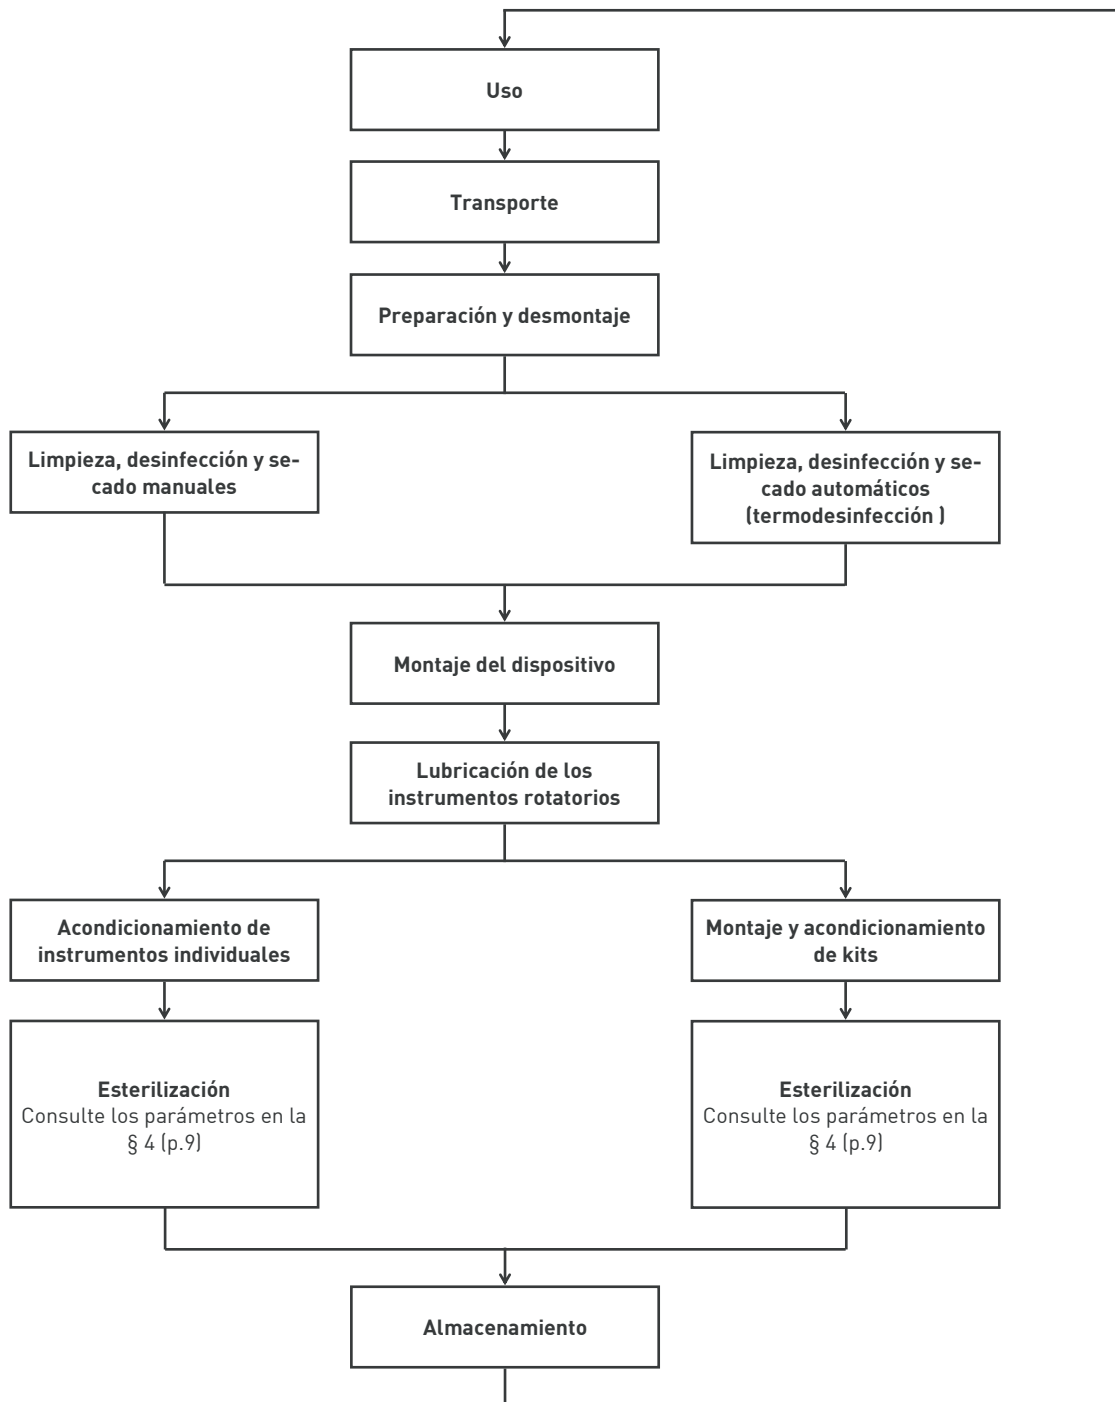 Uso
Transporte
Preparación y desmontaje
Limpieza, desinfección y se-
cado manuales
Limpieza, desinfección y se-
cado automáticos
(termodesinfección )
Montaje del dispositivo
Lubricación de los
instrumentos rotatorios
Acondicionamiento de
instrumentos individuales
Montaje y acondicionamiento
de kits
Esterilización
Consulte los parámetros en la
§ 4 (p.9)
Esterilización
Consulte los parámetros en la
§ 4 (p.9)
Almacenamiento